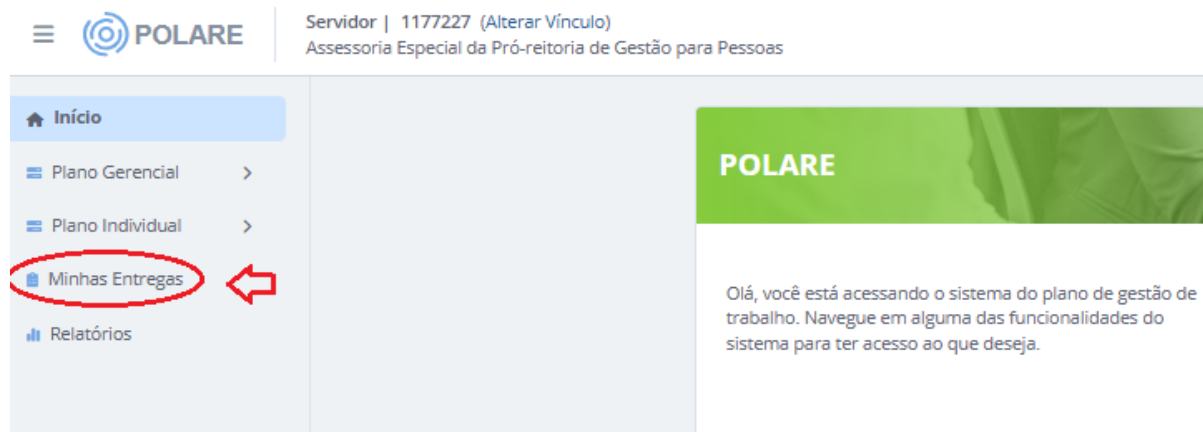 POLARE
Servidor | 1177227 (Alterar Vínculo)
Assessoria Especial da Pró-reitoria de Gestão para Pessoas
Início
Plano Gerencial
Plano Individual
Minhas Entregas
Relatórios
POLARE
Olá, você está acessando o sistema do plano de gestão de
trabalho. Navegue em alguma das funcionalidades do
sistema para ter acesso ao que deseja.